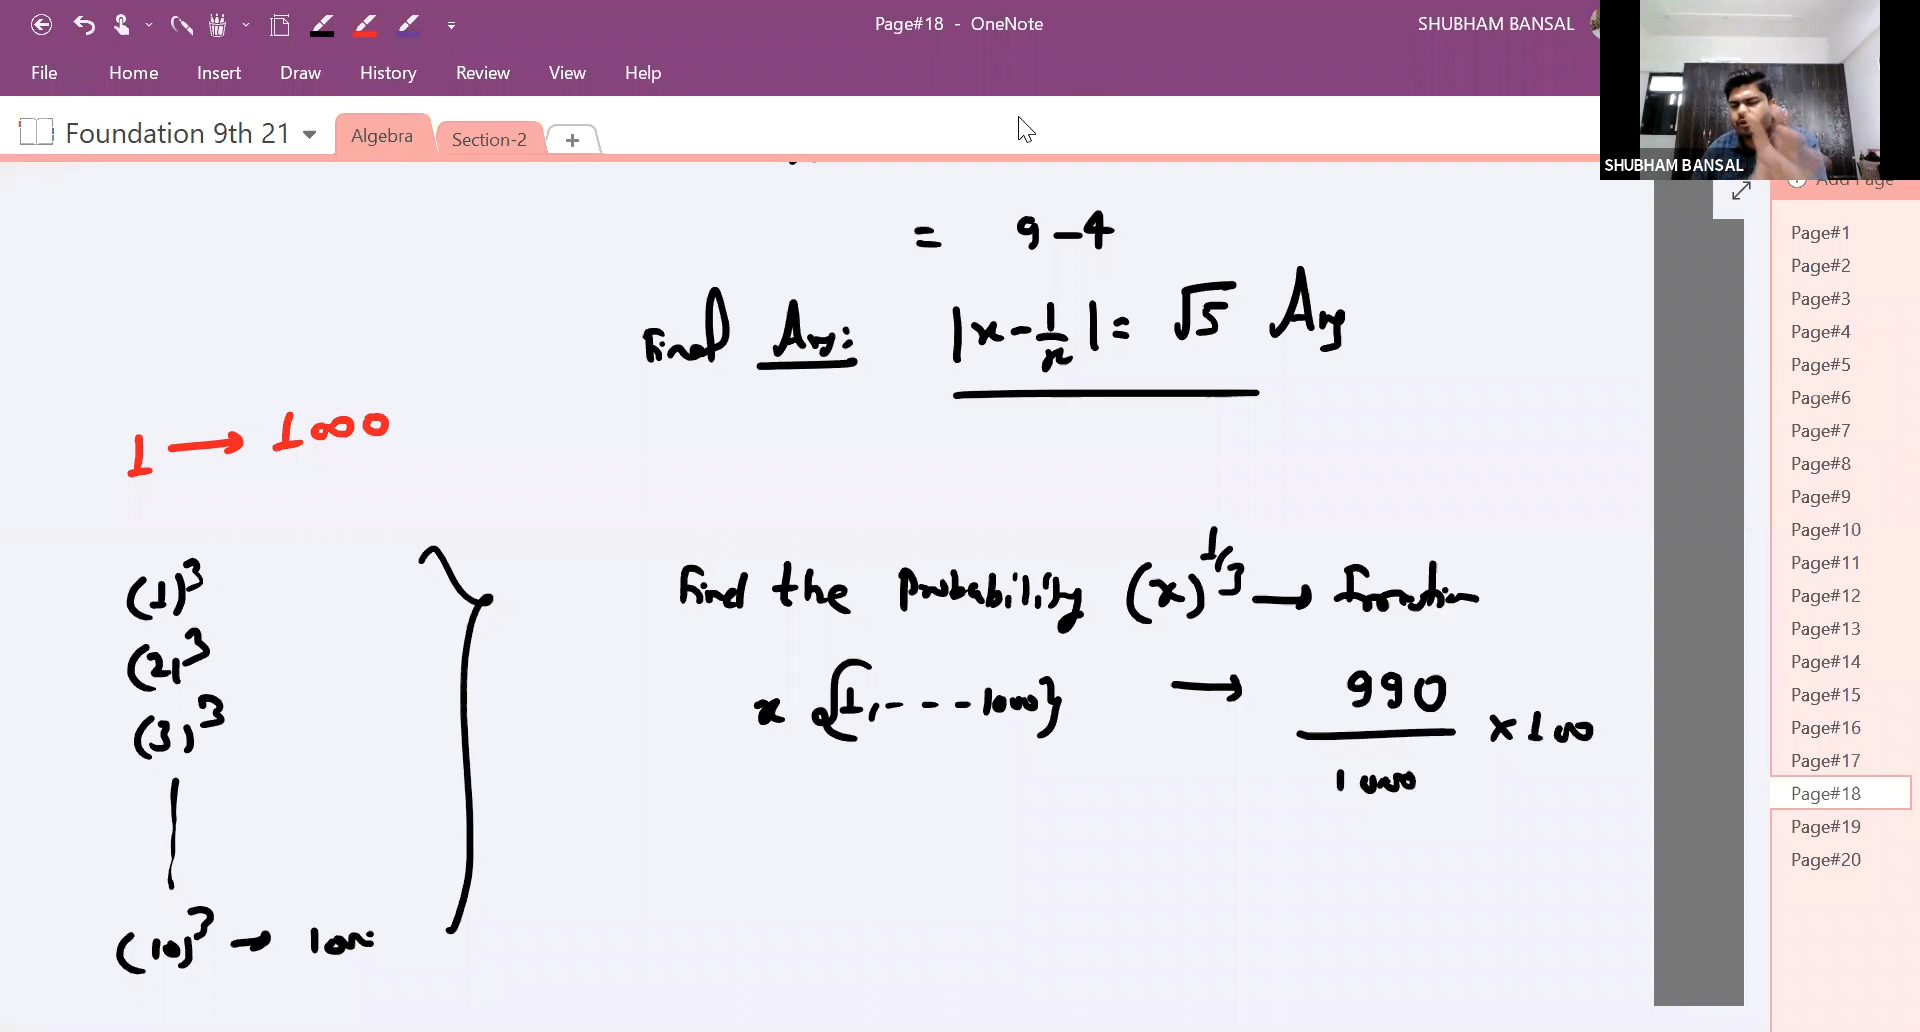 Page#18 - OneNote
SHUBHAM BANSAL
File Home Insert Draw History Review View Help
Foundation 9th 21
Algebra
Section-2
+
SHUBHAM BANSAL
Add Page
= 9-4
Final Ans: |x-1/x| = √5 Ans
1 → 1000
Find the Probability (x)^1/3 →
x {1, - - - - 1000} → 990/1000 × 100
(1)^3
(2)^3
(3)^3
(10)^3 →
Page#1
Page#2
Page#3
Page#4
Page#5
Page#6
Page#7
Page#8
Page#9
Page#10
Page#11
Page#12
Page#13
Page#14
Page#15
Page#16
Page#17
Page#18
Page#19
Page#20